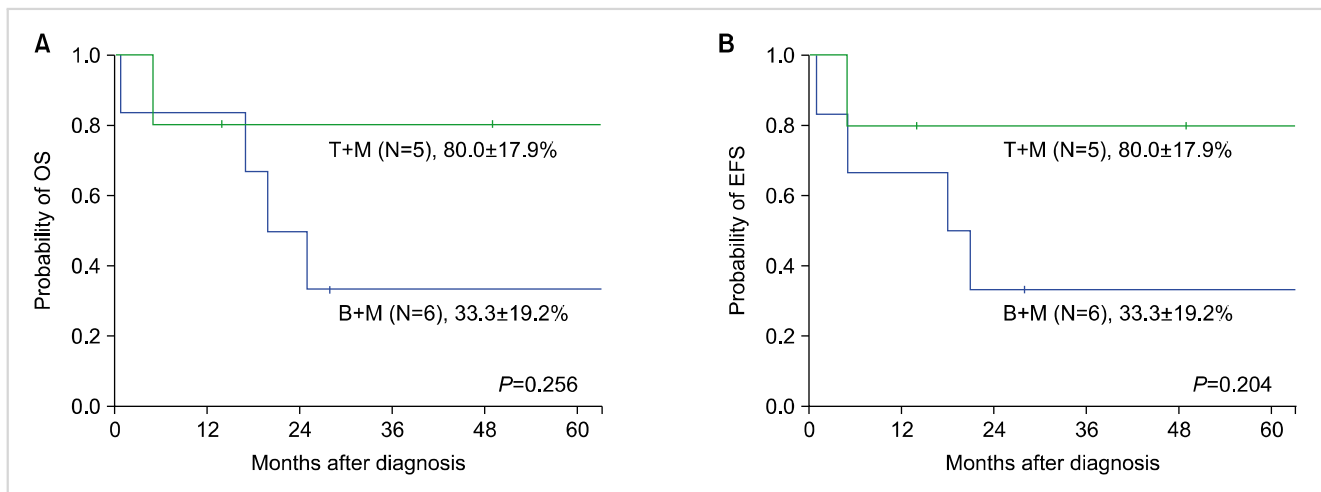 A
Probability of OS
1.0
0.8
0.6
0.4
0.2
0.0
T+M (N=5), 80.0±17.9%
B+M (N=6), 33.3±19.2%
P=0.256
0 12 24 36 48 60
Months after diagnosis
B
Probability of EFS
1.0
0.8
0.6
0.4
0.2
0.0
T+M (N=5), 80.0±17.9%
B+M (N=6), 33.3±19.2%
P=0.204
0 12 24 36 48 60
Months after diagnosis